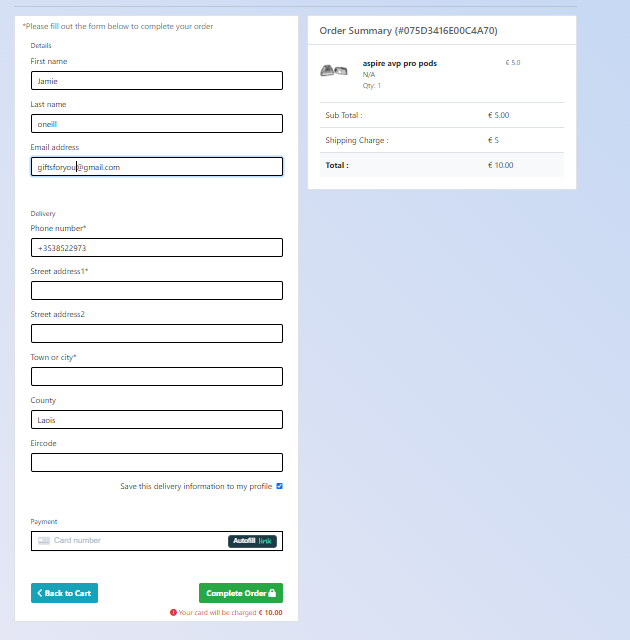 *Please fill out the form below to complete your order
Details
First name
Jamie
Last name
oneill
Email address
giftsforyou@gmail.com
Delivery
Phone number*
+3538522973
Street address1*
Street address2
Town or city*
County
Laois
Eircode
Save this delivery information to my profile
Payment
Card number
Autofill link
Back to Cart
Complete Order
Your card will be charged € 10.00
Order Summary (#075D3416E00C4A70)
aspire avp pro pods € 5.0
N/A
Qty: 1
Sub Total : € 5.00
Shipping Charge : € 5
Total : € 10.00